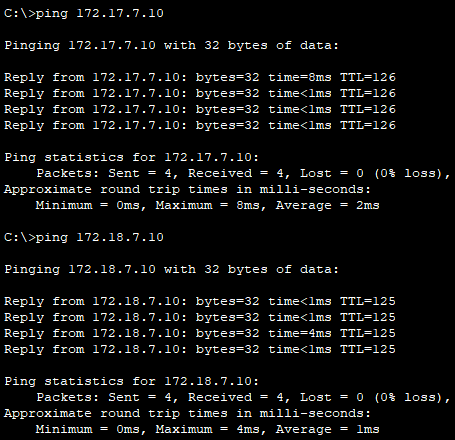 C:\>ping 172.17.7.10
Pinging 172.17.7.10 with 32 bytes of data:
Reply from 172.17.7.10: bytes=32 time=8ms TTL=126
Reply from 172.17.7.10: bytes=32 time<1ms TTL=126
Reply from 172.17.7.10: bytes=32 time<1ms TTL=126
Reply from 172.17.7.10: bytes=32 time<1ms TTL=126
Ping statistics for 172.17.7.10:
    Packets: Sent = 4, Received = 4, Lost = 0 (0% loss),
Approximate round trip times in milli-seconds:
    Minimum = 0ms, Maximum = 8ms, Average = 2ms
C:\>ping 172.18.7.10
Pinging 172.18.7.10 with 32 bytes of data:
Reply from 172.18.7.10: bytes=32 time<1ms TTL=125
Reply from 172.18.7.10: bytes=32 time<1ms TTL=125
Reply from 172.18.7.10: bytes=32 time=4ms TTL=125
Reply from 172.18.7.10: bytes=32 time<1ms TTL=125
Ping statistics for 172.18.7.10:
    Packets: Sent = 4, Received = 4, Lost = 0 (0% loss),
Approximate round trip times in milli-seconds:
    Minimum = 0ms, Maximum = 4ms, Average = 1ms